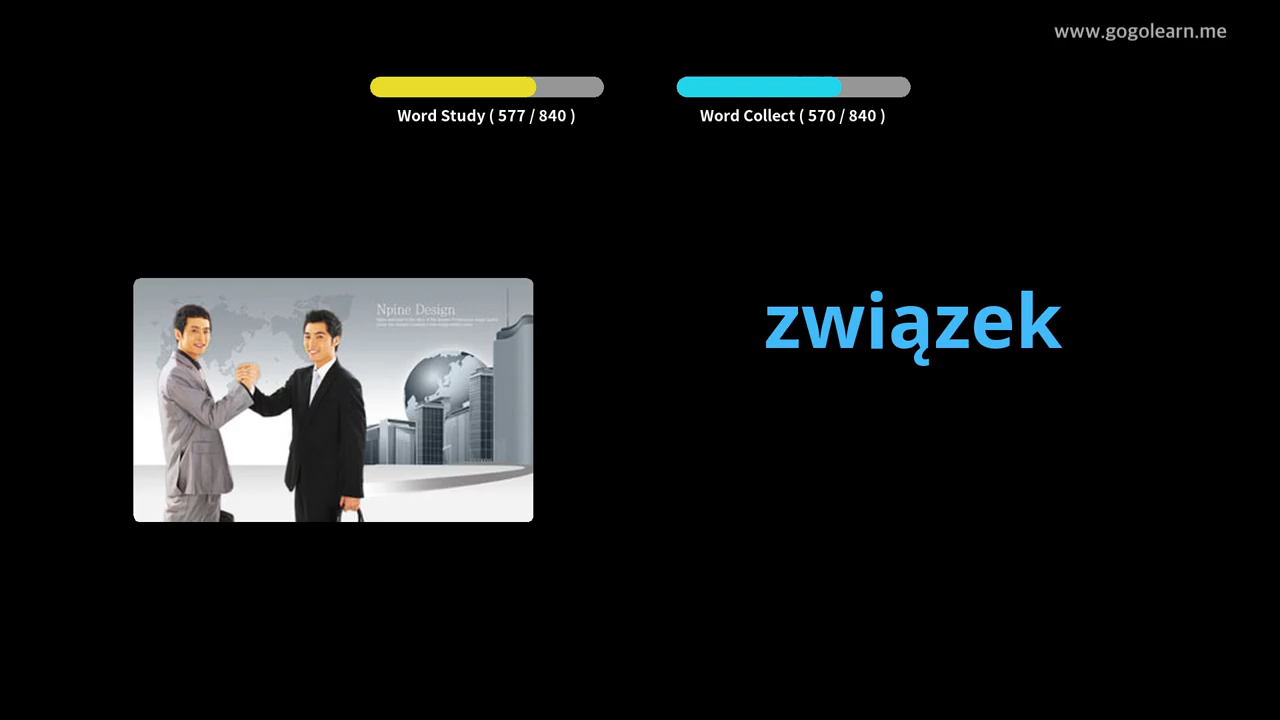 www.gogolearn.me
Word Study ( 577 / 840 )
Word Collect ( 570 / 840 )
Npine Design
związek